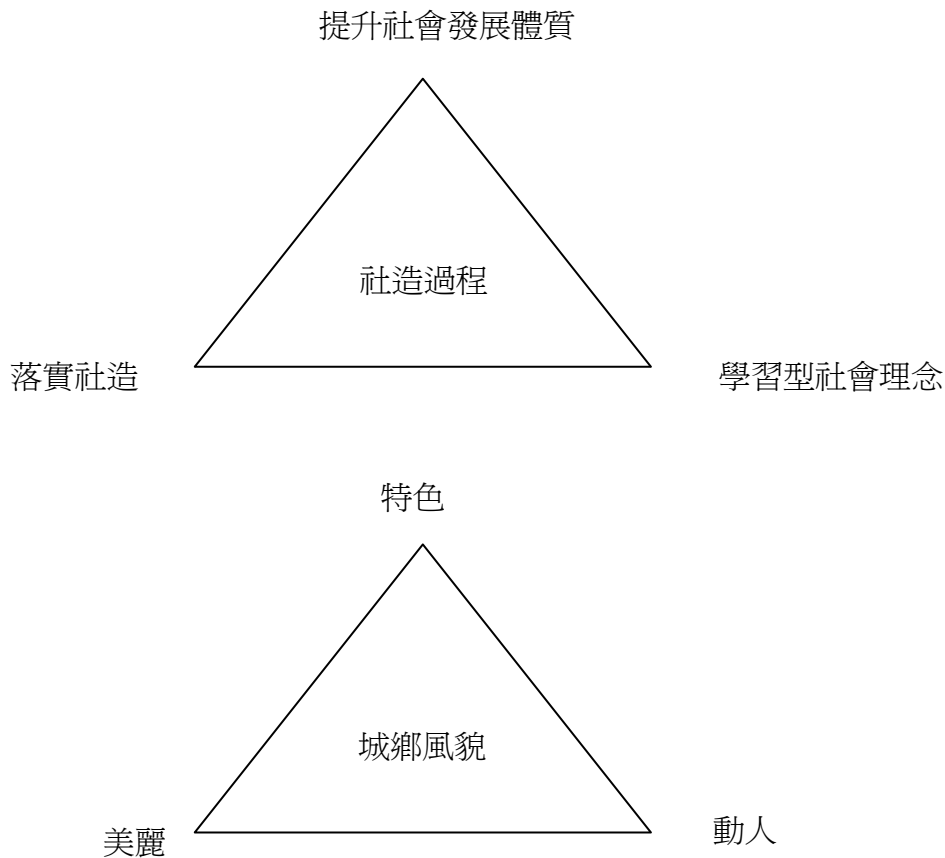 提升社會發展體質
社造過程
落實社造
學習型社會理念
特色
城鄉風貌
美麗
動人